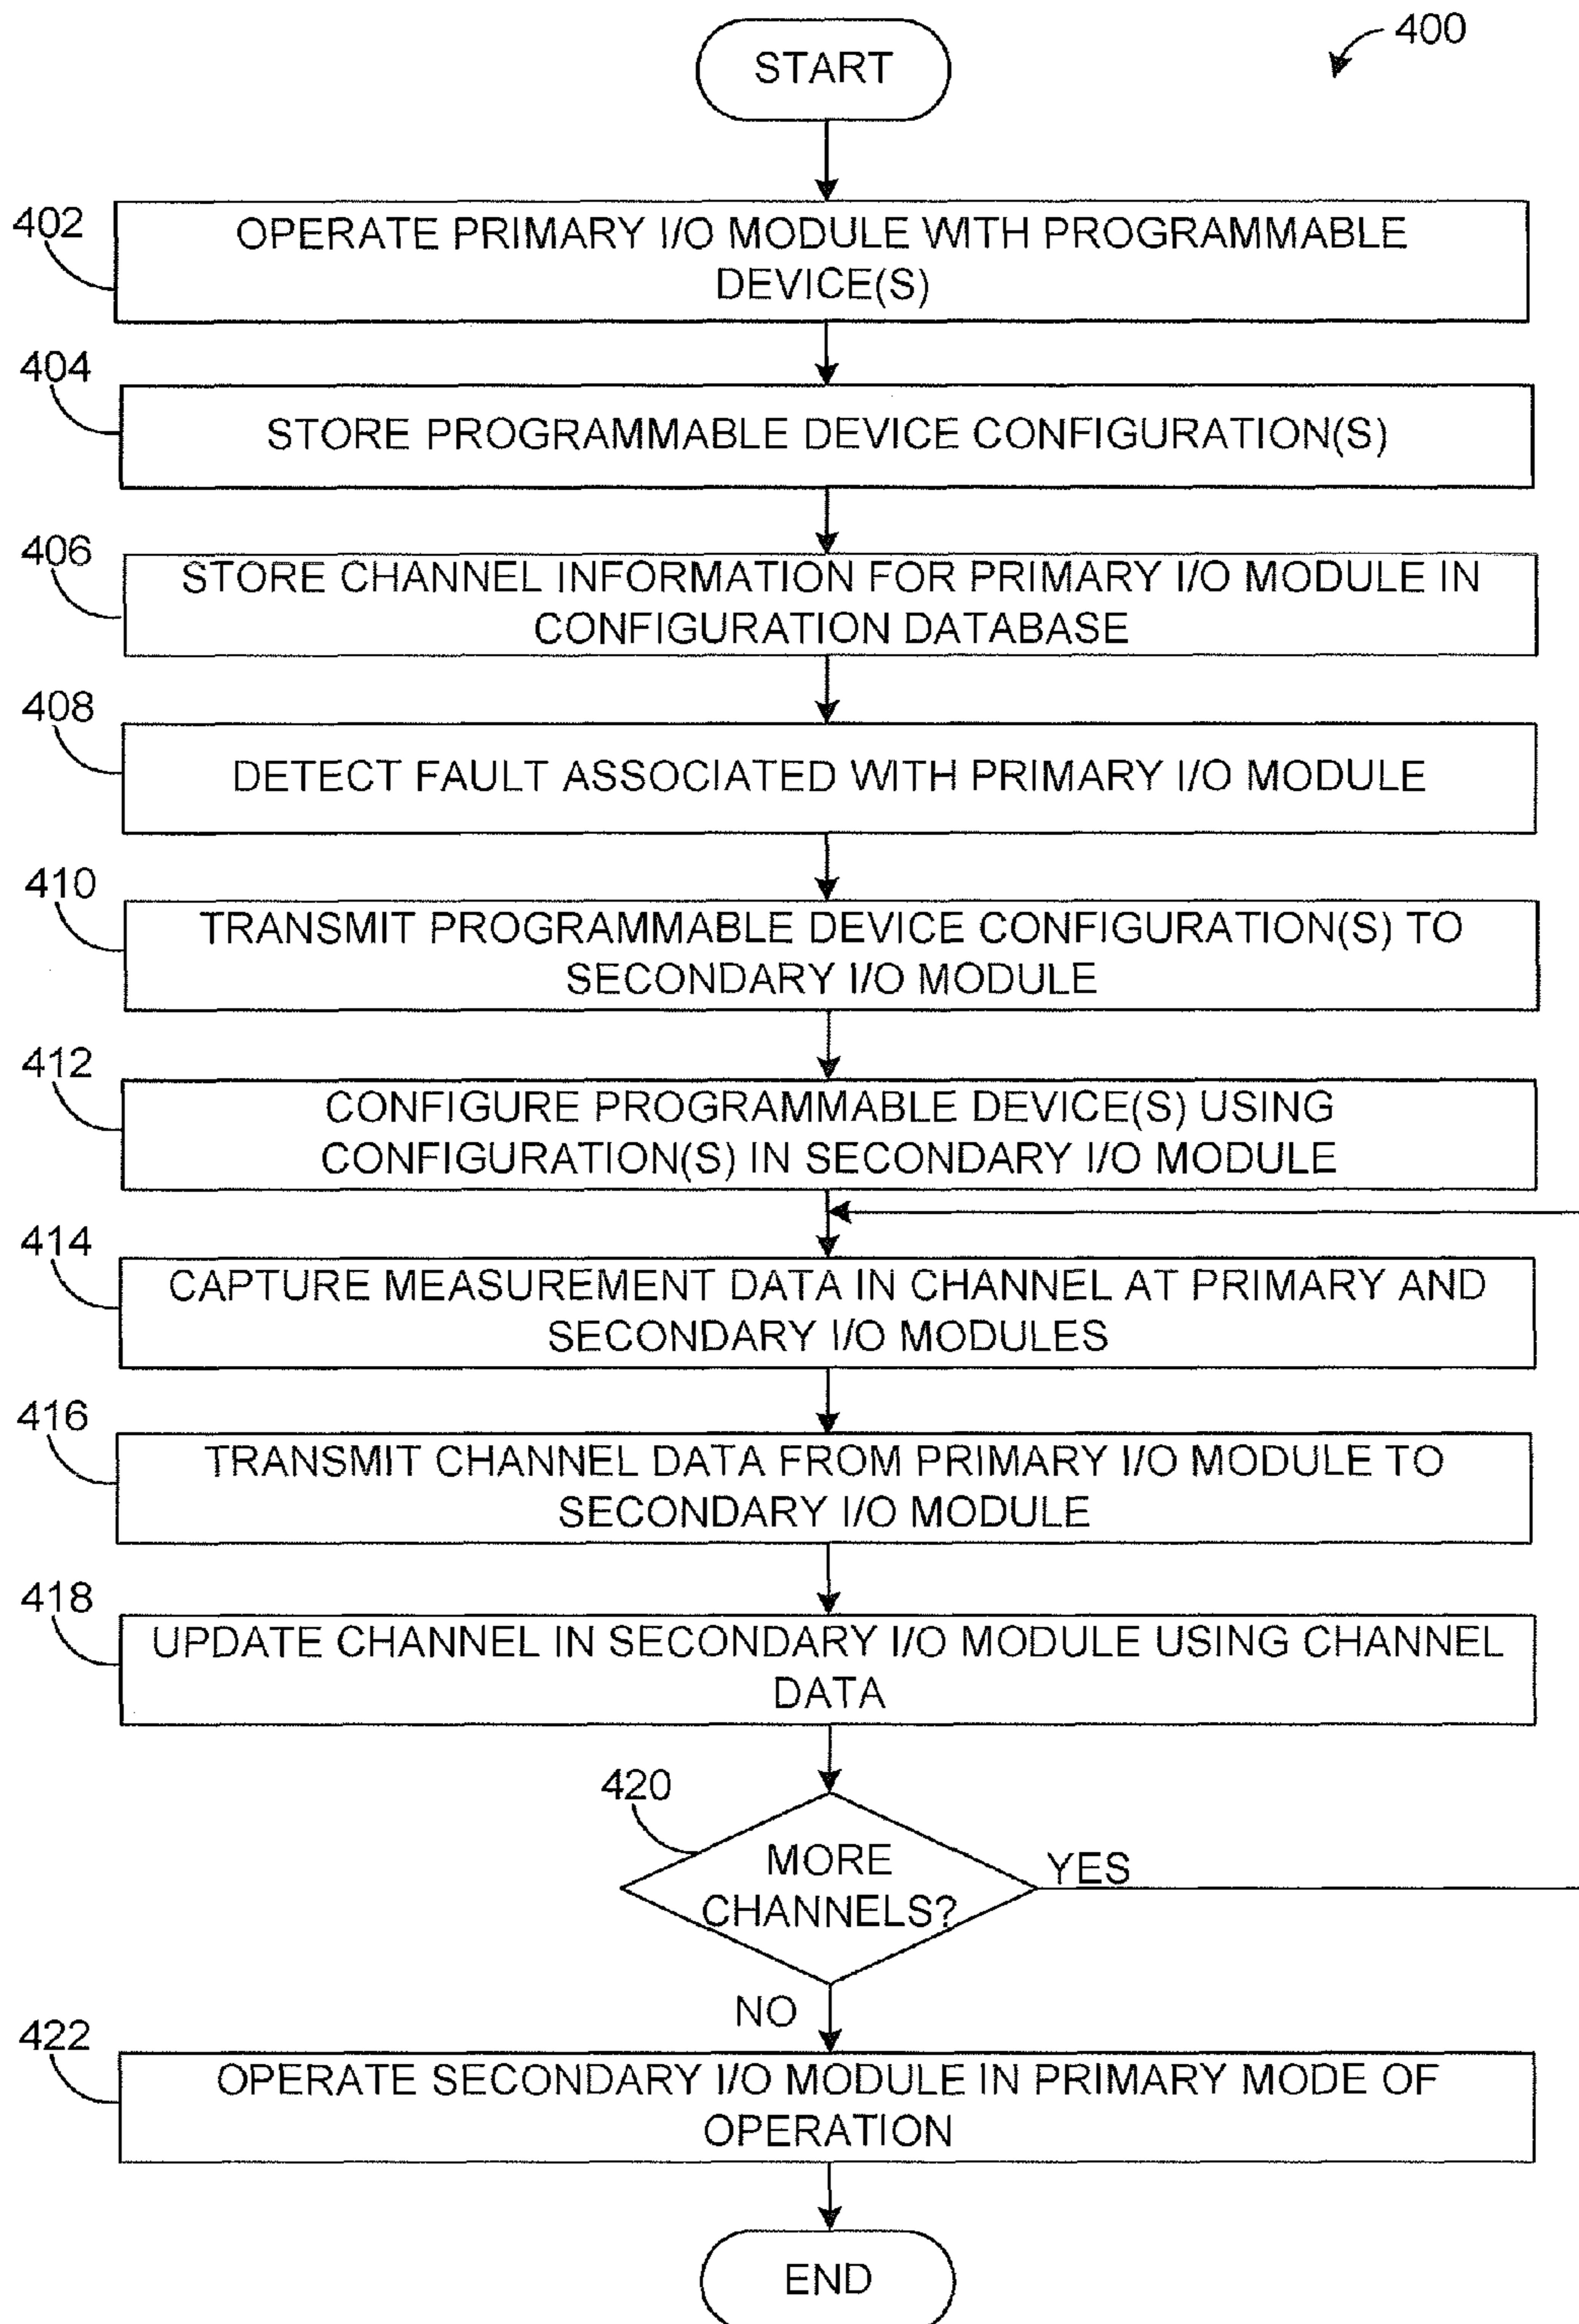 400
START
402
OPERATE PRIMARY I/O MODULE WITH PROGRAMMABLE
DEVICE(S)
404
STORE PROGRAMMABLE DEVICE CONFIGURATION(S)
406
STORE CHANNEL INFORMATION FOR PRIMARY I/O MODULE IN
CONFIGURATION DATABASE
408
DETECT FAULT ASSOCIATED WITH PRIMARY I/O MODULE
410
TRANSMIT PROGRAMMABLE DEVICE CONFIGURATION(S) TO
SECONDARY I/O MODULE
412
CONFIGURE PROGRAMMABLE DEVICE(S) USING
CONFIGURATION(S) IN SECONDARY I/O MODULE
414
CAPTURE MEASUREMENT DATA IN CHANNEL AT PRIMARY AND
SECONDARY I/O MODULES
416
TRANSMIT CHANNEL DATA FROM PRIMARY I/O MODULE TO
SECONDARY I/O MODULE
418
UPDATE CHANNEL IN SECONDARY I/O MODULE USING CHANNEL
DATA
420
MORE
CHANNELS?
YES
NO
422
OPERATE SECONDARY I/O MODULE IN PRIMARY MODE OF
OPERATION
END